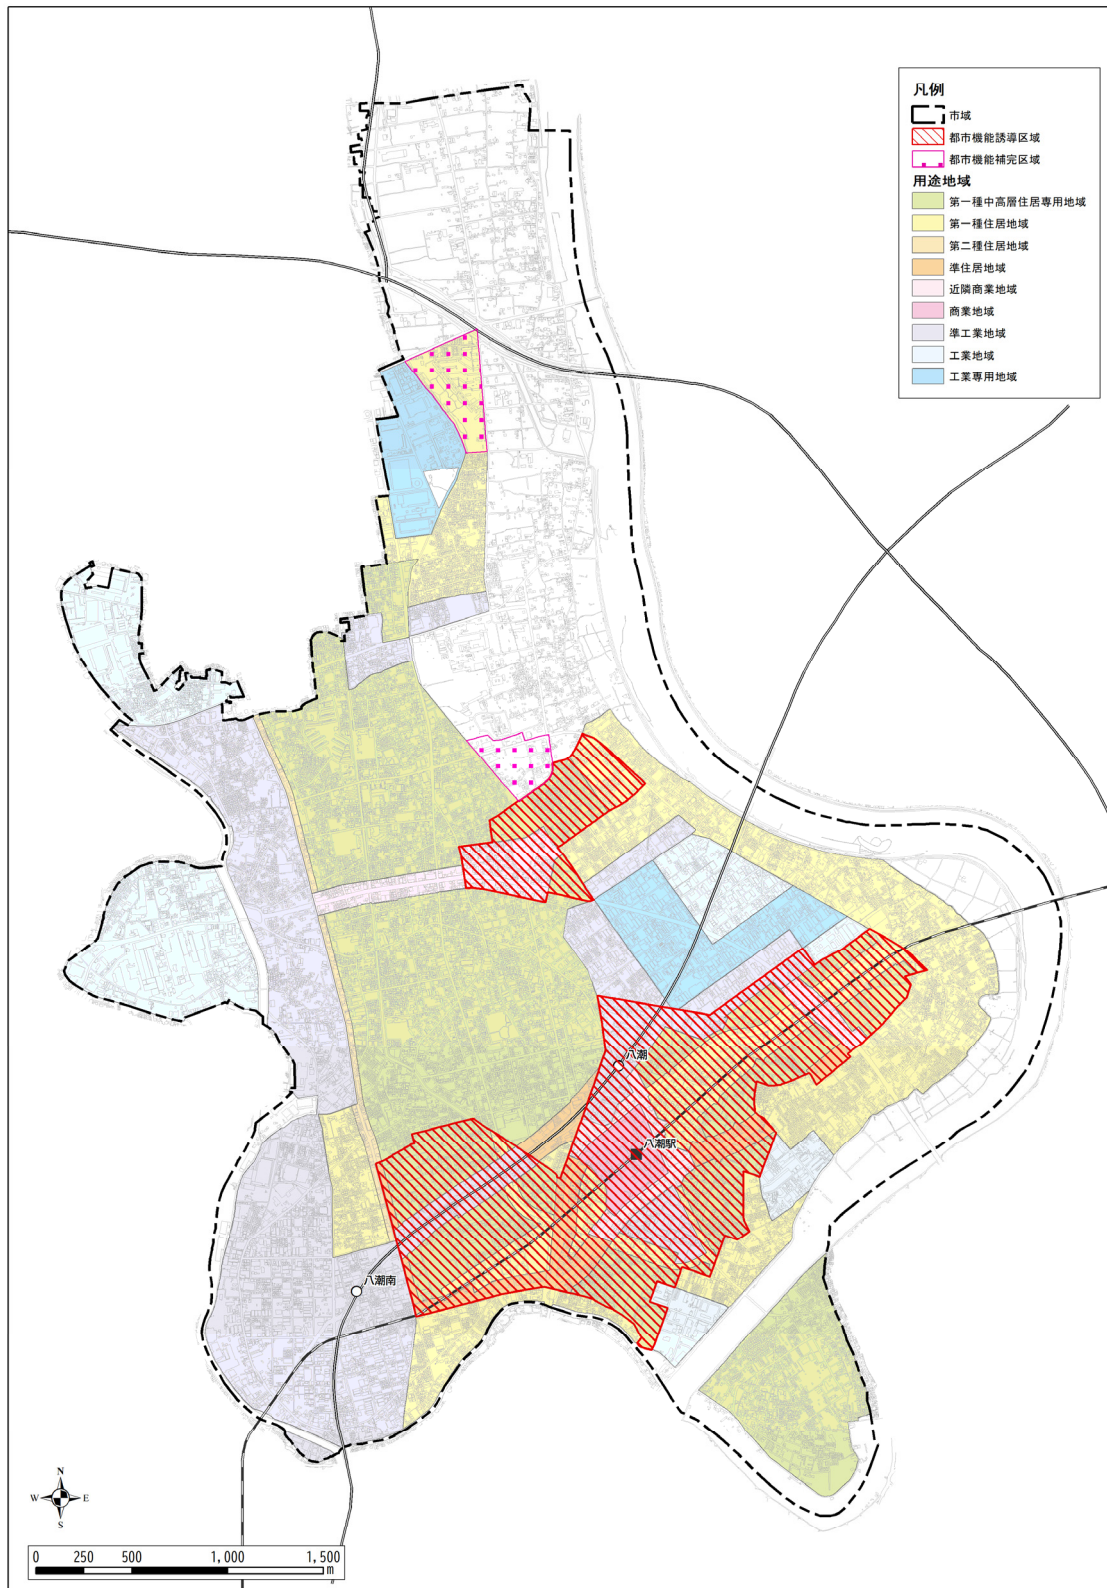 凡例
市域
都市機能誘導区域
都市機能補完区域
用途地域
第一種中高層住居専用地域
第一種住居地域
第二種住居地域
準住居地域
近隣商業地域
商業地域
準工業地域
工業地域
工業専用地域
八潮
八潮駅
八潮南
N
W E
S
0 250 500 1,000 1,500
m